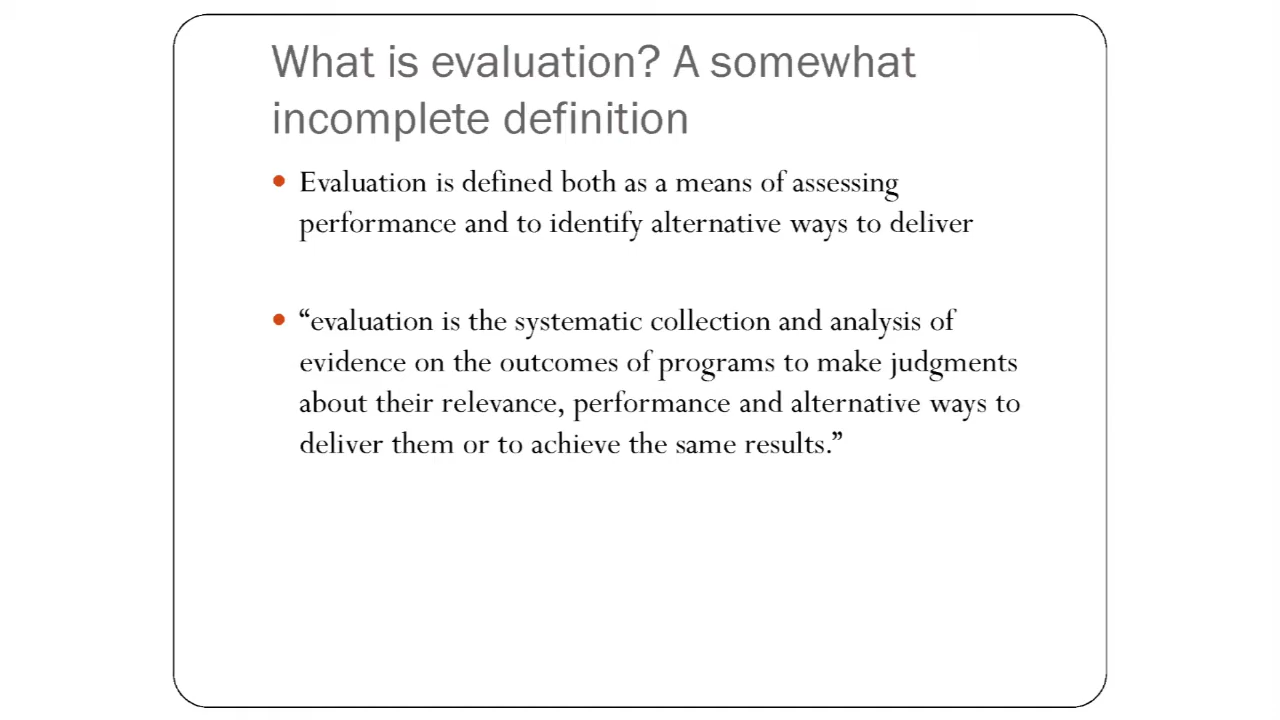 What is evaluation? A somewhat
incomplete definition
• Evaluation is defined both as a means of assessing
performance and to identify alternative ways to deliver
• “evaluation is the systematic collection and analysis of
evidence on the outcomes of programs to make judgments
about their relevance, performance and alternative ways to
deliver them or to achieve the same results.”